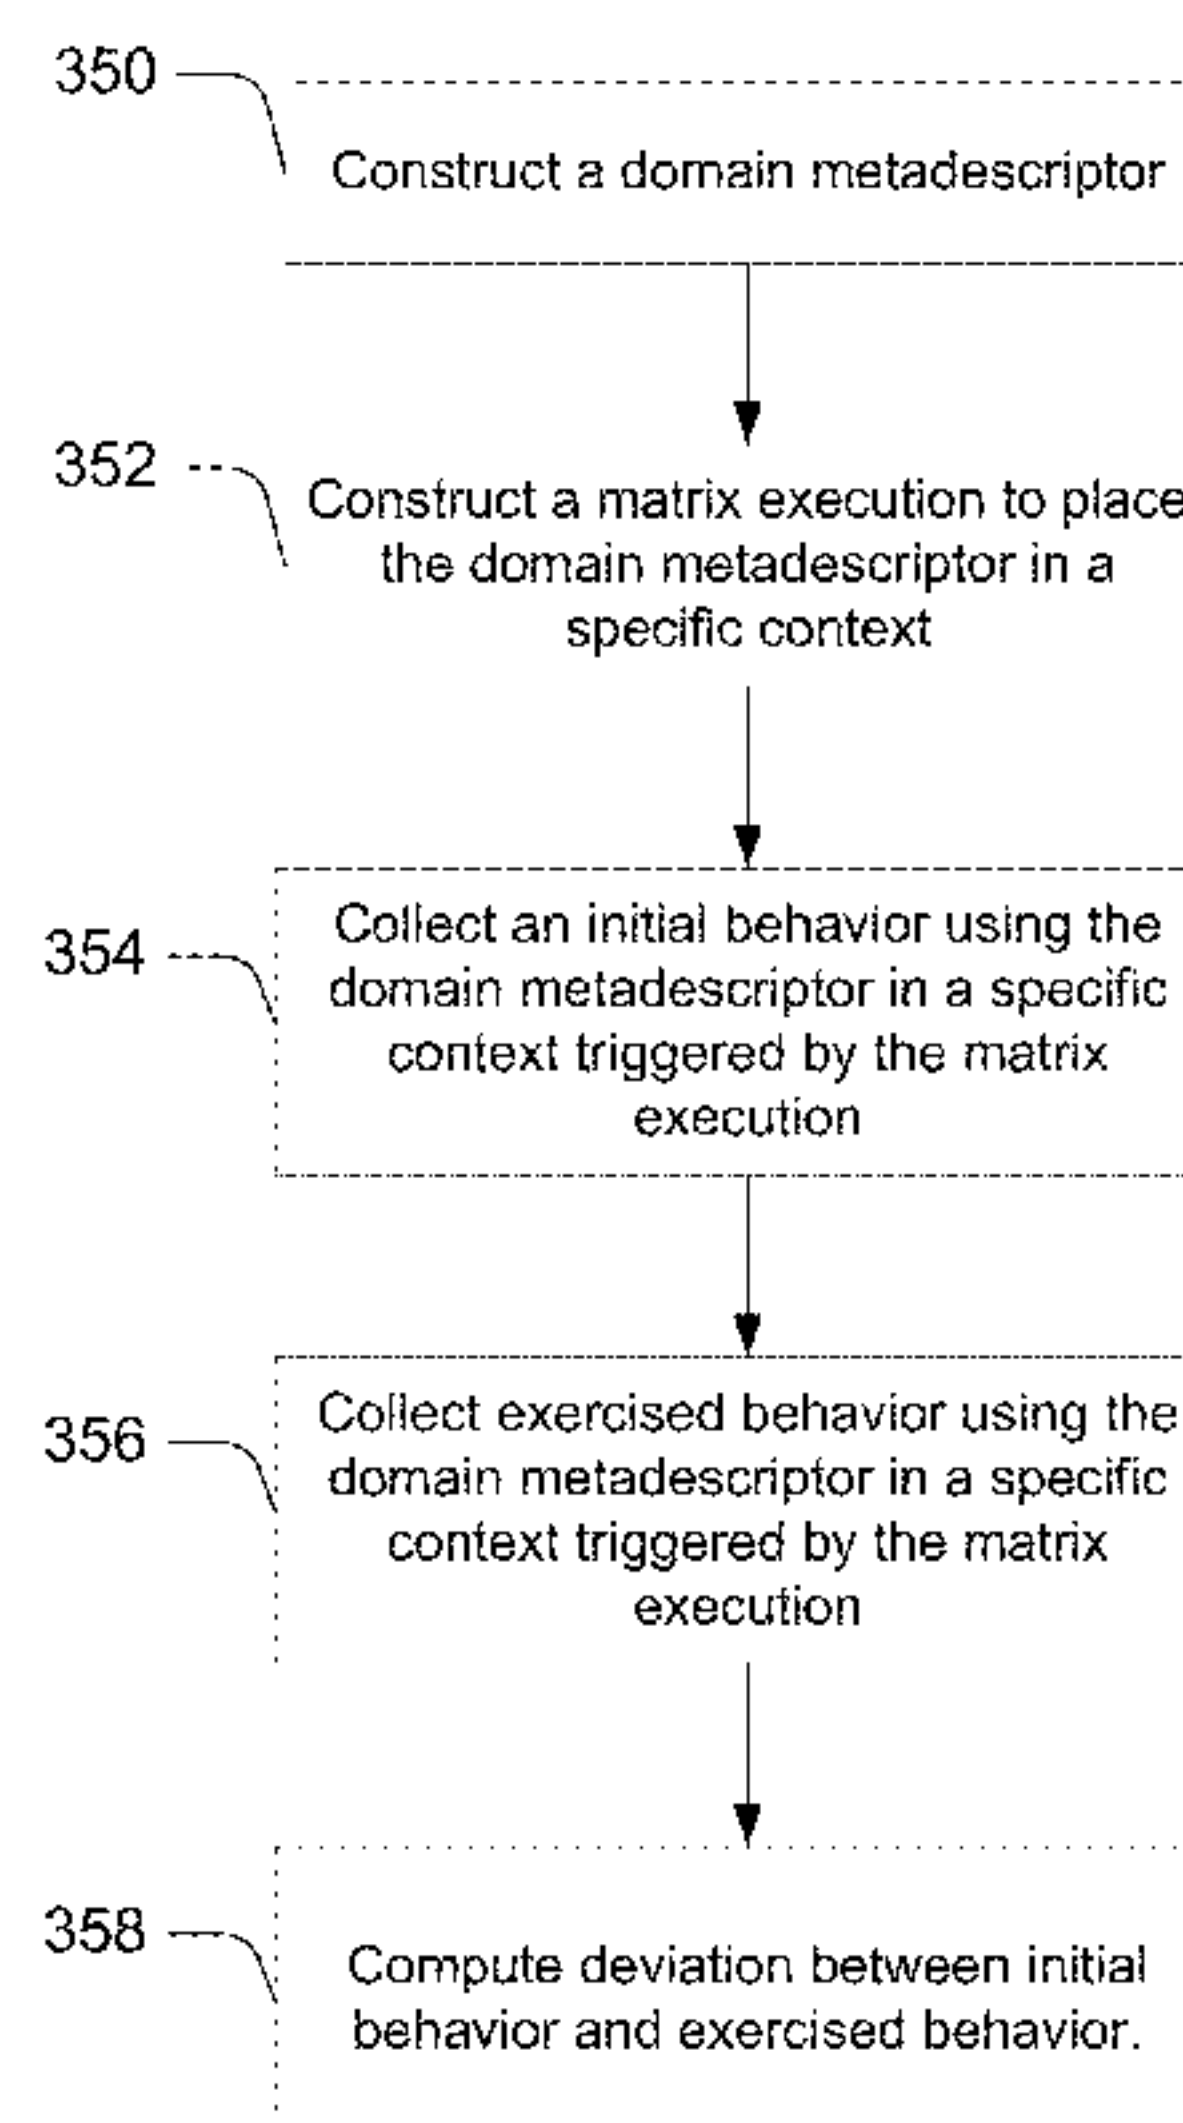 350
Construct a domain metadescriptor
352
Construct a matrix execution to place
the domain metadescriptor in a
specific context
354
Collect an initial behavior using the
domain metadescriptor in a specific
context triggered by the matrix
execution
356
Collect exercised behavior using the
domain metadescriptor in a specific
context triggered by the matrix
execution
358
Compute deviation between initial
behavior and exercised behavior.